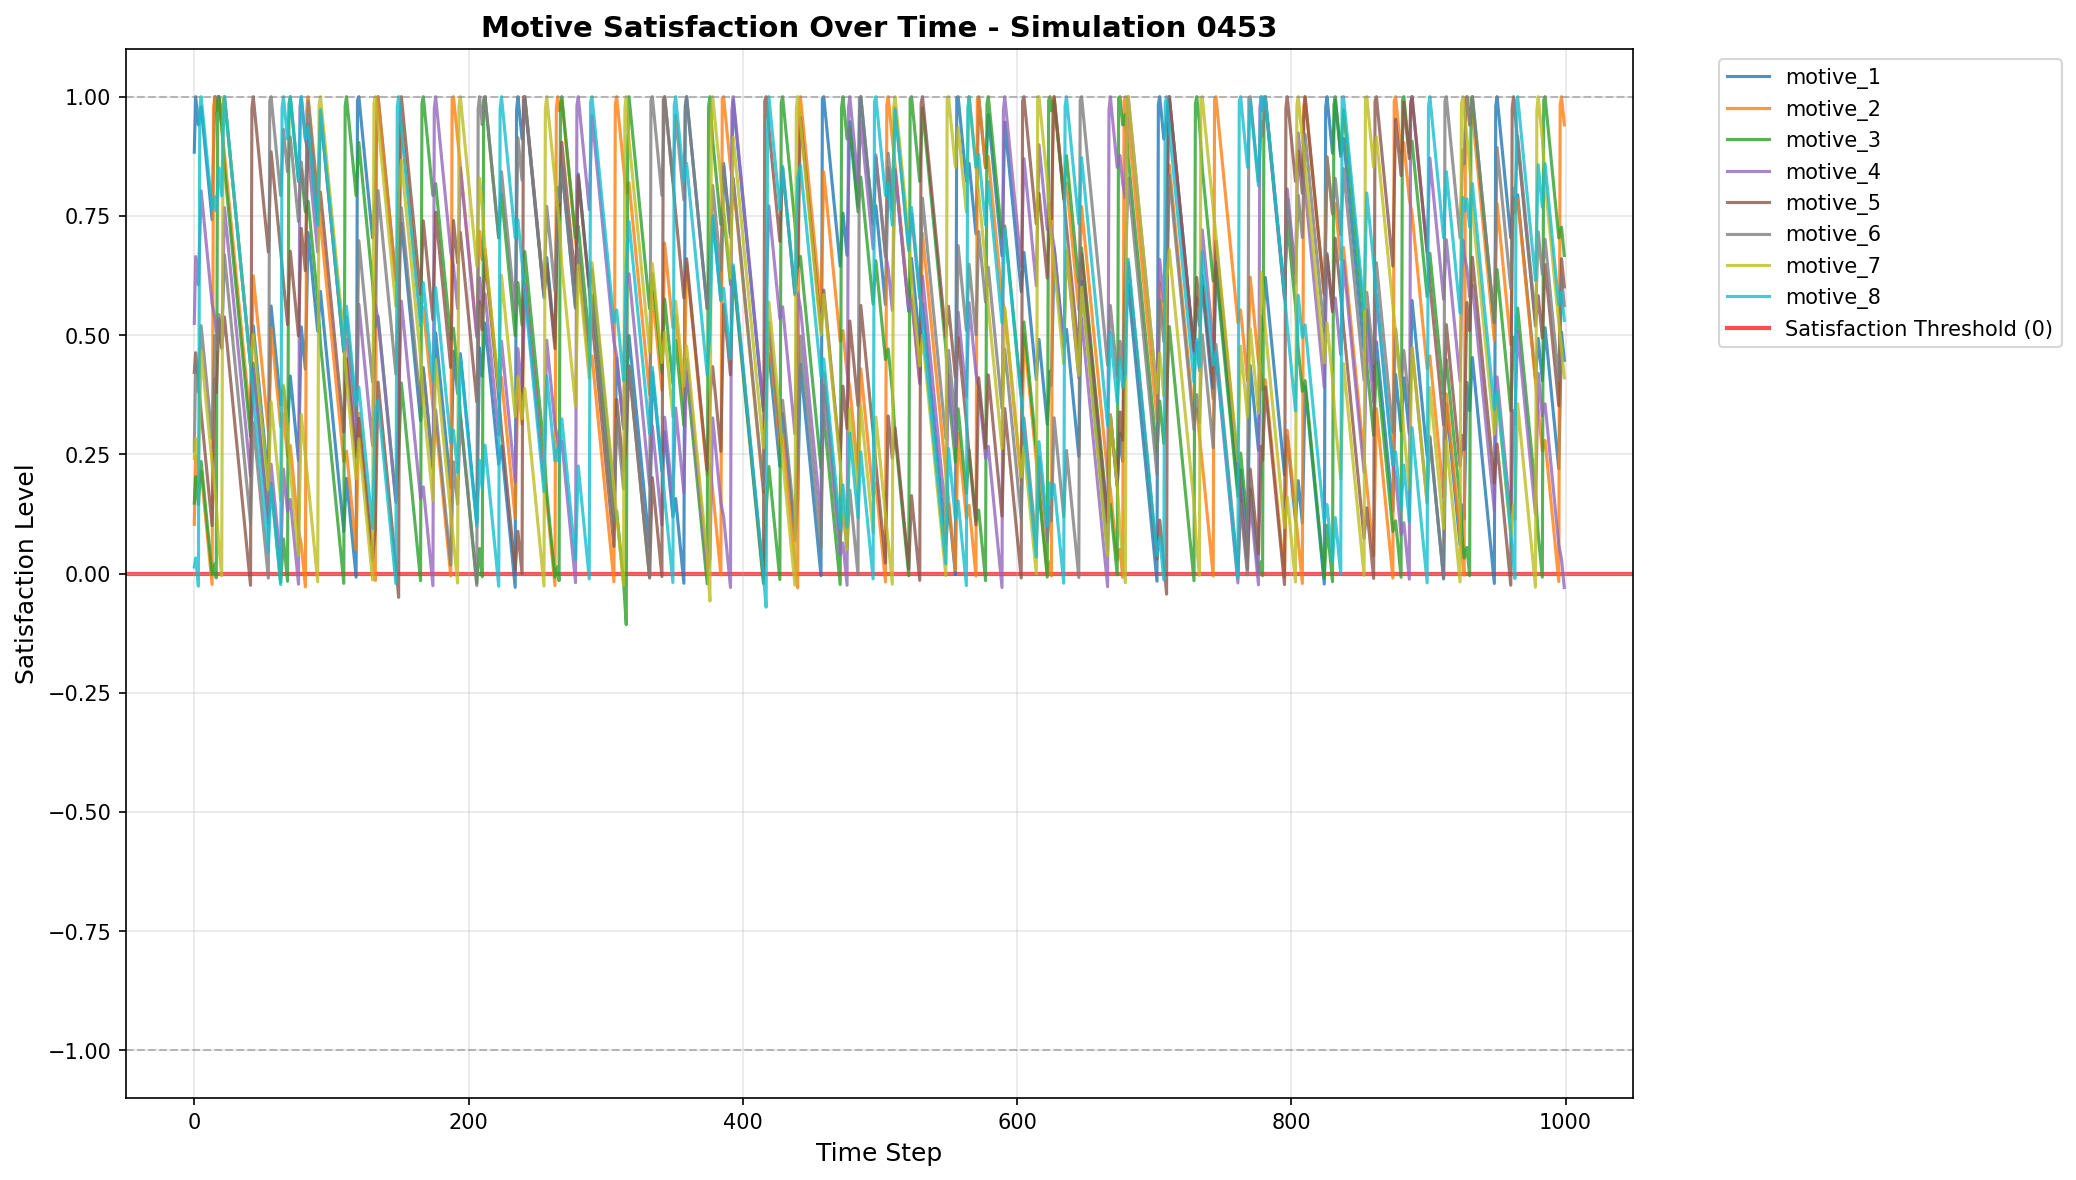 Motive Satisfaction Over Time - Simulation 0453
Satisfaction Level
1.00
0.75
0.50
0.25
0.00
−0.25
−0.50
−0.75
−1.00
0
200
400
600
800
1000
Time Step
motive_1
motive_2
motive_3
motive_4
motive_5
motive_6
motive_7
motive_8
Satisfaction Threshold (0)